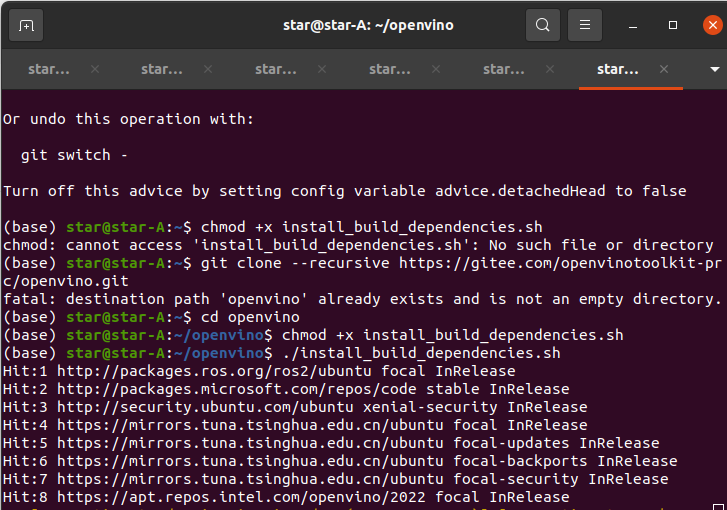 star@star-A: ~/openvino
star... × star... × star... × star... × star... × star... ×
Or undo this operation with:
git switch -
Turn off this advice by setting config variable advice.detachedHead to false
(base) star@star-A:~$ chmod +x install_build_dependencies.sh
chmod: cannot access 'install_build_dependencies.sh': No such file or directory
(base) star@star-A:~$ git clone --recursive https://gitee.com/openvinotoolkit-pr
c/openvino.git
fatal: destination path 'openvino' already exists and is not an empty directory.
(base) star@star-A:~$ cd openvino
(base) star@star-A:~/openvino$ chmod +x install_build_dependencies.sh
(base) star@star-A:~/openvino$ ./install_build_dependencies.sh
Hit:1 http://packages.ros.org/ros2/ubuntu focal InRelease
Hit:2 http://packages.microsoft.com/repos/code stable InRelease
Hit:3 http://security.ubuntu.com/ubuntu xenial-security InRelease
Hit:4 https://mirrors.tuna.tsinghua.edu.cn/ubuntu focal InRelease
Hit:5 https://mirrors.tuna.tsinghua.edu.cn/ubuntu focal-updates InRelease
Hit:6 https://mirrors.tuna.tsinghua.edu.cn/ubuntu focal-backports InRelease
Hit:7 https://mirrors.tuna.tsinghua.edu.cn/ubuntu focal-security InRelease
Hit:8 https://apt.repos.intel.com/openvino/2022 focal InRelease